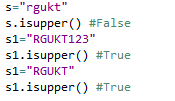 s="rgukt"
s.isupper() #False
s1="RGUKT123"
s1.isupper() #True
s1="RGUKT"
s1.isupper() #True